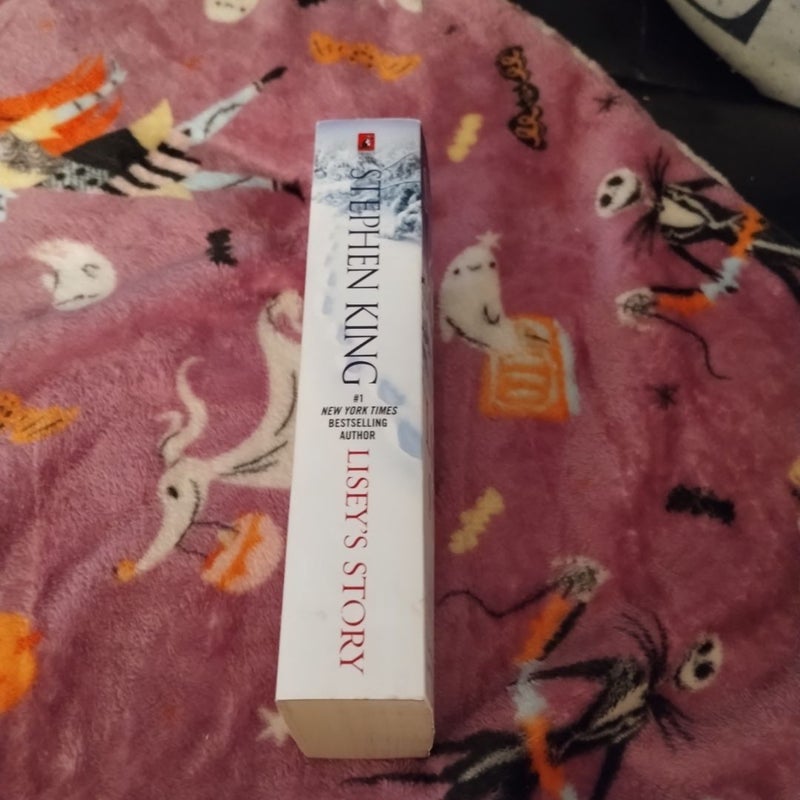 STEPHEN KING
#1
NEW YORK TIMES
BESTSELLING
AUTHOR
LISEY'S STORY